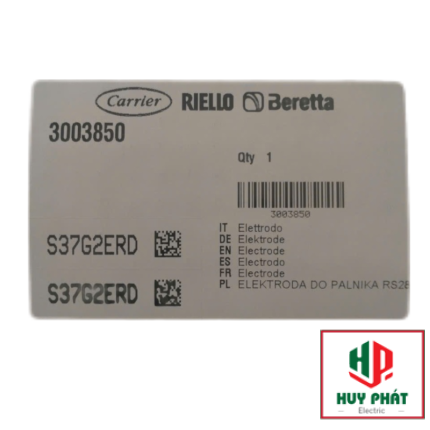 Carrier RIELLO Beretta
3003850
Qty 1
3003850
S37G2ERD
IT Elettrodo
DE Elektrode
EN Electrode
ES Electrodo
FR Electrode
PL ELEKTRODA DO PALNIKA RS28
S37G2ERD
HP
HUY PHÁT
Electric